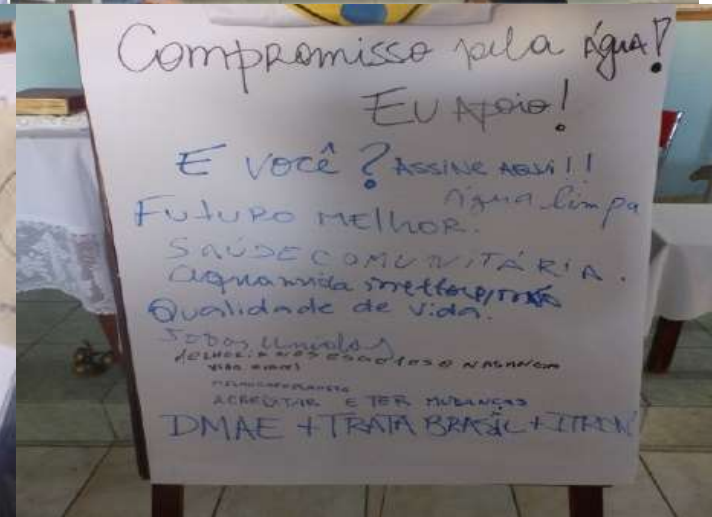 Compromisso pela água!
EU Apoio!
E você? ASSINE AQUI!!
Água limpa
FUTURO MELHOR.
SAÚDE COMUNITÁRIA.
Qualidade de vida.
Todos unidos
ACREDITAR E TER MUDANÇAS
DMAE + TRATA BRASIL + ITRON